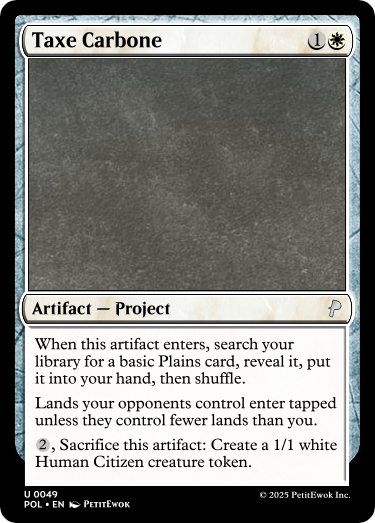 Taxe Carbone 1
Artifact — Project
When this artifact enters, search your
library for a basic Plains card, reveal it, put
it into your hand, then shuffle.
Lands your opponents control enter tapped
unless they control fewer lands than you.
2, Sacrifice this artifact: Create a 1/1 white
Human Citizen creature token.
U 0049
POL • EN PetitEwok
© 2025 PetitEwok Inc.